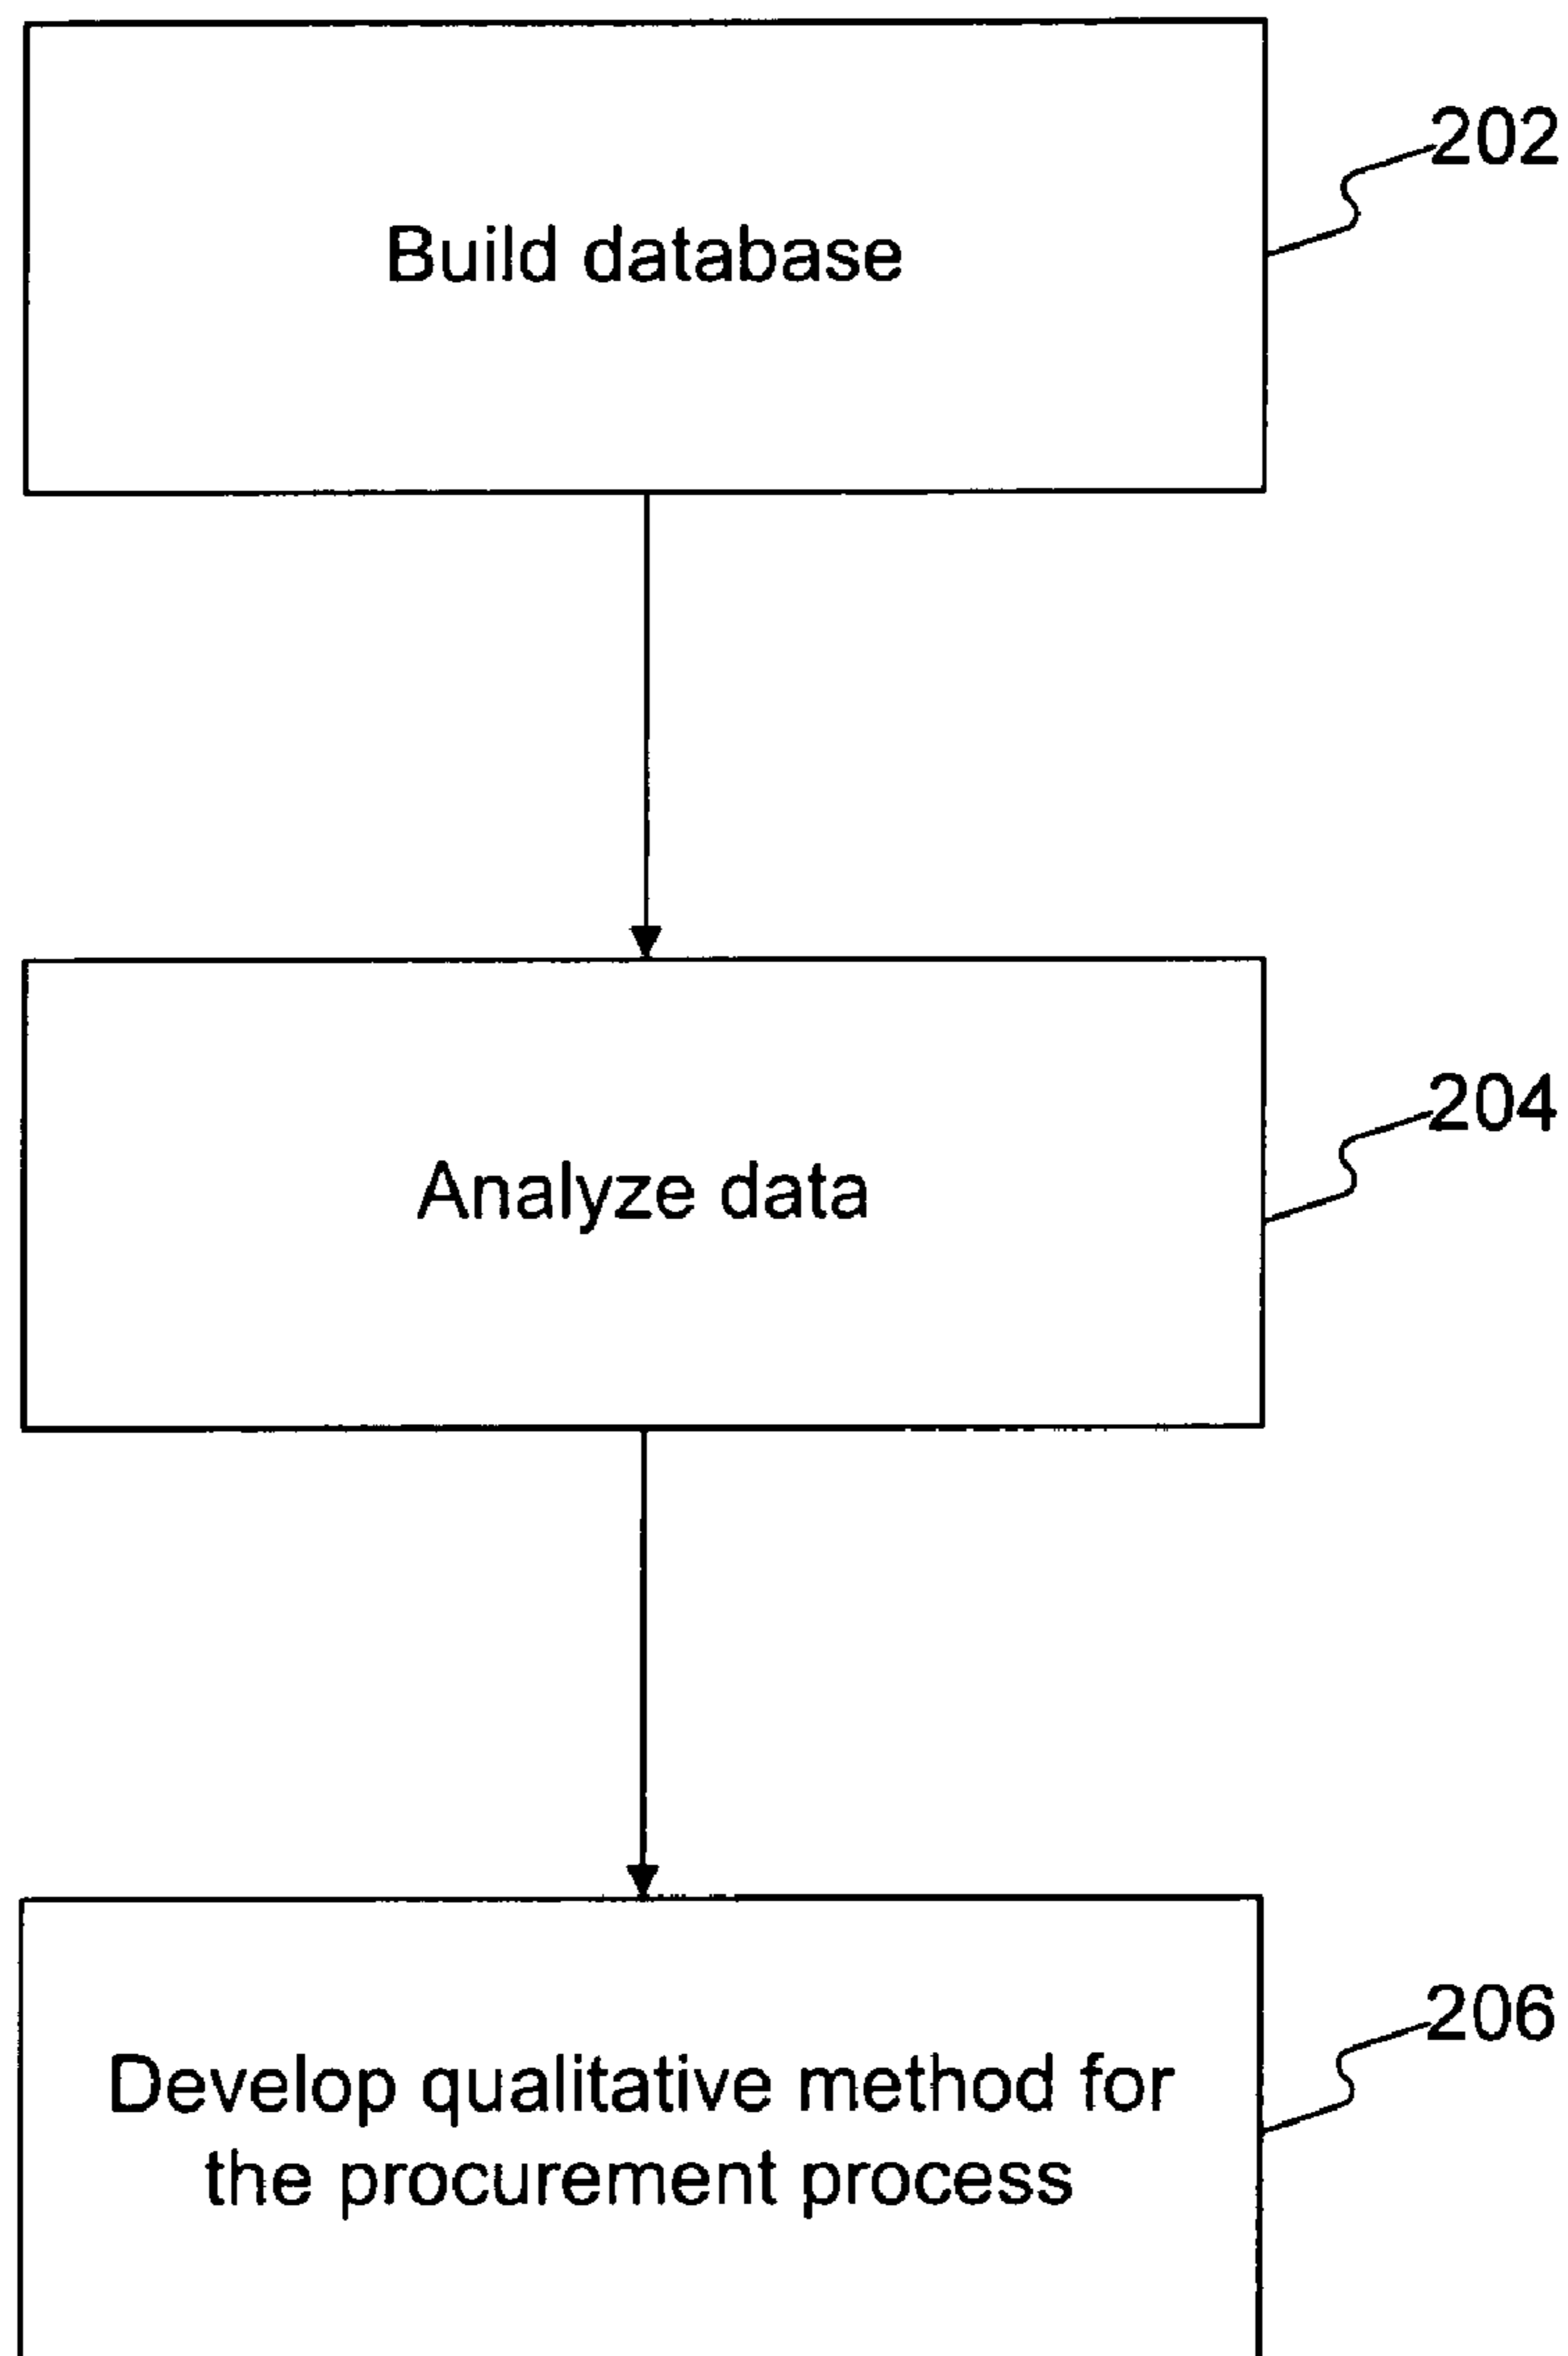 202
Build database
204
Analyze data
206
Develop qualitative method for
the procurement process